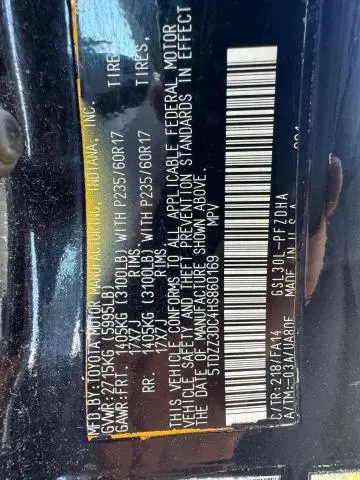 MFD. BY:TOYOTA MOTOR MANUFACTURING, INDIANA, INC.
GVWR:2715KG(5995LB)
GAWR:FRT. 1405KG(3100LB) WITH P235/60R17 TIRES,
17X7J RIMS,
RR. 1405KG(3100LB) WITH P235/60R17 TIRES,
17X7J RIMS.
THIS VEHICLE CONFORMS TO ALL APPLICABLE FEDERAL MOTOR
VEHICLE SAFETY AND THEFT PREVENTION STANDARDS IN EFFECT
ON THE DATE OF MANUFACTURE SHOWN ABOVE.
5TDZZ3DC4HS860169 MPV
C/TR:218/FA14 GSL30L-PFZDHA
A/TM:-03A/UA80F MADE IN U.S.A.